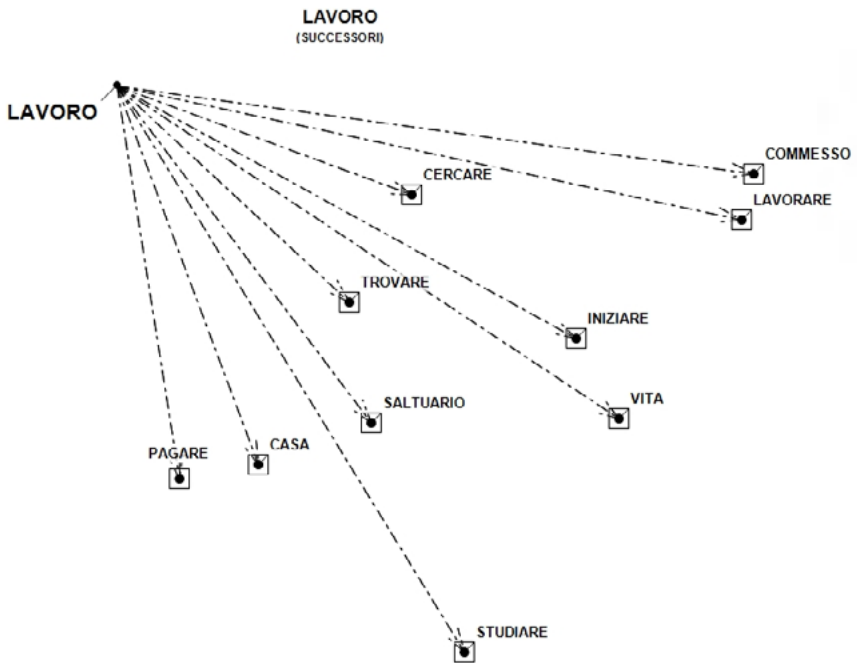 LAVORO
(SUCCESSORI)
LAVORO
COMMESSO
CERCARE
LAVORARE
TROVARE
INIZIARE
VITA
SALTUARIO
CASA
PAGARE
STUDIARE